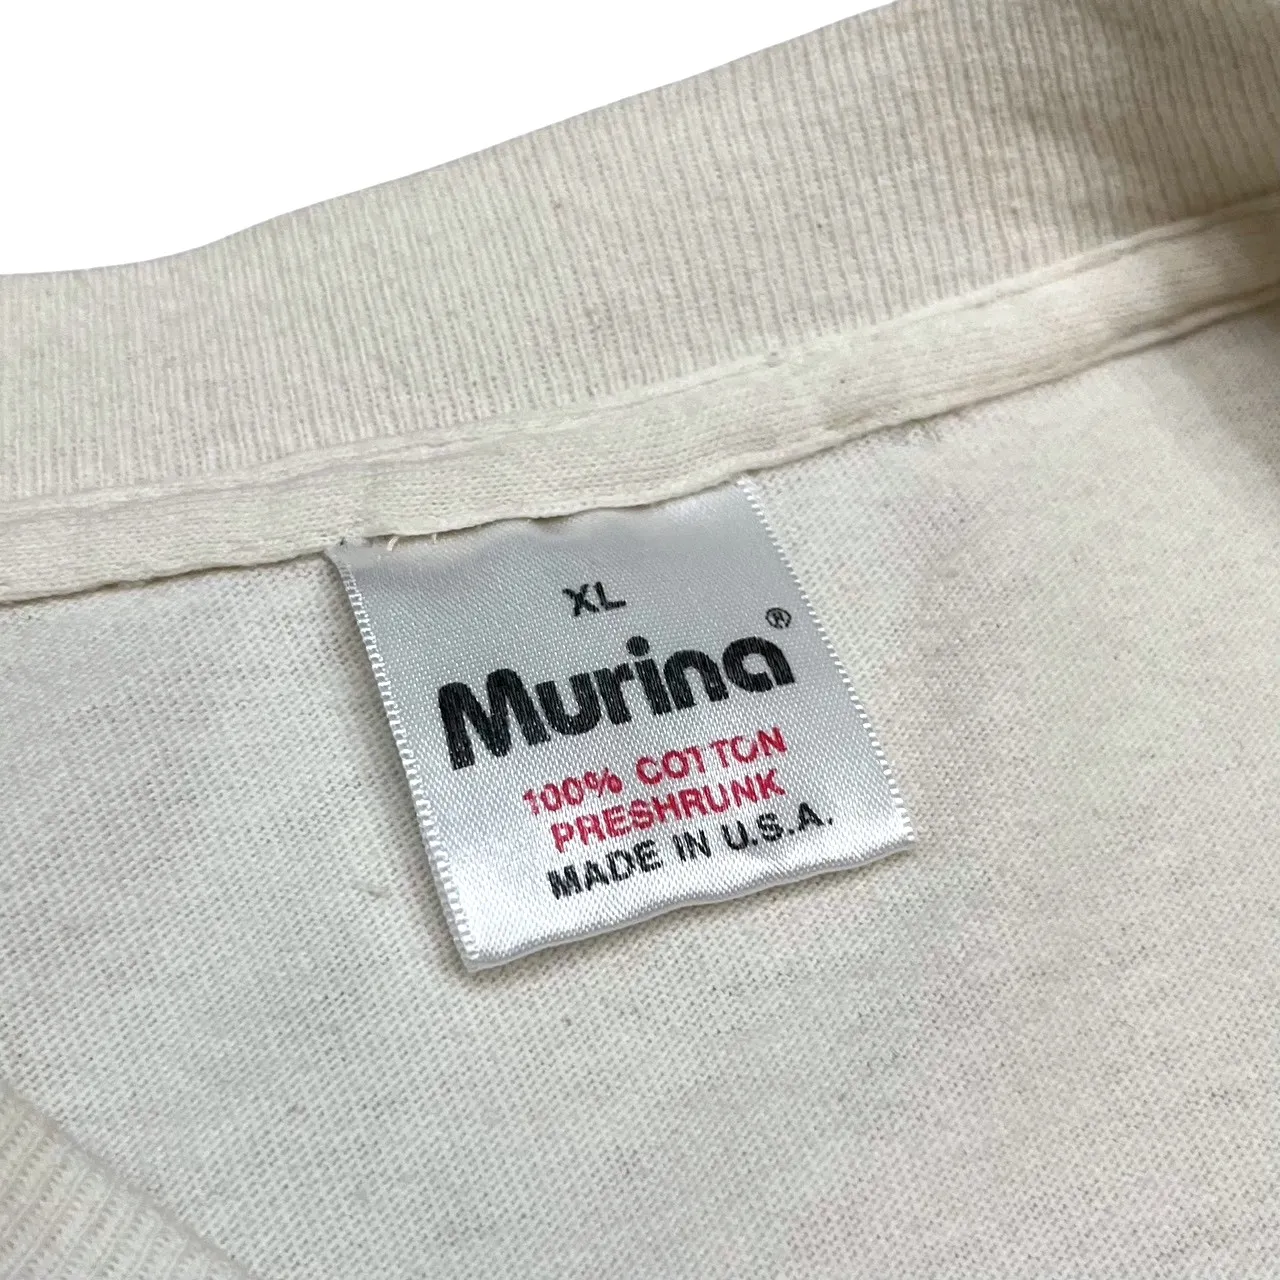 XL
Murina®
100% COTTON
PRESHRUNK
MADE IN U.S.A.